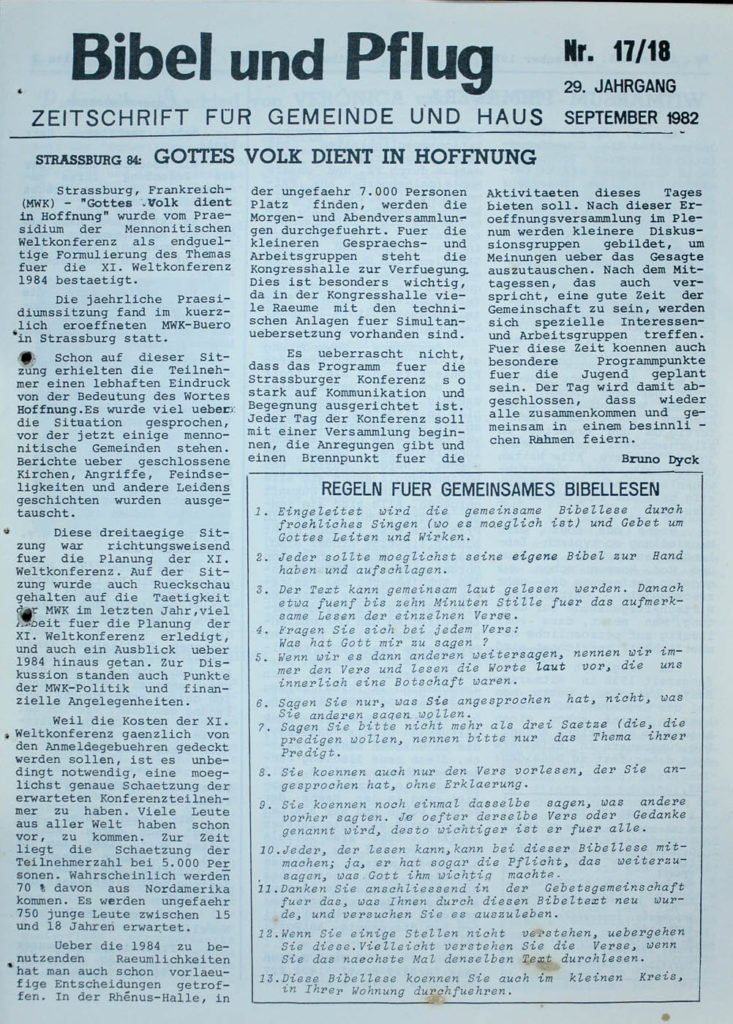 Bibel und Pflug
Nr. 17/18
29. JAHRGANG
ZEITSCHRIFT FÜR GEMEINDE UND HAUS
SEPTEMBER 1982
STRASSBURG 84: GOTTES VOLK DIENT IN HOFFNUNG
Strassburg, Frankreich-
(MWK) - "Gottes Volk dient
in Hoffnung" wurde vom Prae-
sidium der Mennonitischen
Weltkonferenz als endguel-
tige Formulierung des Themas
fuer die XI. Weltkonferenz
1984 bestaetigt.
Die jaehrliche Praesi-
diumssitzung fand im kuerz-
lich eroeffneten MWK-Buero
in Strassburg statt.
Schon auf dieser Sit-
zung erhielten die Teilneh-
mer einen lebhaften Eindruck
von der Bedeutung des Wortes
Hoffnung.Es wurde viel ueber
die Situation gesprochen,
vor der jetzt einige menno-
nitische Gemeinden stehen.
Berichte ueber geschlossene
Kirchen, Angriffe, Feindse-
ligkeiten und andere Leidens
geschichten wurden ausge-
tauscht.
Diese dreitaegige Sit-
zung war richtungsweisend
fuer die Planung der XI.
Weltkonferenz. Auf der Sit-
zung wurde auch Rueckschau
gehalten auf die Taetigkeit
der MWK im letzten Jahr,viel
Arbeit fuer die Planung der
XI. Weltkonferenz erledigt,
und auch ein Ausblick ueber
1984 hinaus getan. Zur Dis-
kussion standen auch Punkte
der MWK-Politik und finan-
zielle Angelegenheiten.
Weil die Kosten der XI.
Weltkonferenz gaenzlich von
den Anmeldegebuehren gedeckt
werden sollen, ist es unbe-
dingt notwendig, eine moeg-
lichst genaue Schaetzung der
erwarteten Konferenzteilneh-
mer zu haben. Viele Leute
aus aller Welt haben schon
vor, zu kommen. Zur Zeit
liegt die Schaetzung der
Teilnehmerzahl bei 5.000 Per
sonen. Wahrscheinlich werden
70 % davon aus Nordamerika
kommen. Es werden ungefaehr
750 junge Leute zwischen 15
und 18 Jahren erwartet.
Ueber die 1984 zu be-
nutzenden Raeumlichkeiten
hat man auch schon vorlaeu-
fige Entscheidungen getrof-
fen. In der Rhénus-Halle, in
der ungefaehr 7.000 Personen
Platz finden, werden die
Morgen- und Abendversammlun-
gen durchgefuehrt. Fuer die
kleineren Gespraechs- und
Arbeitsgruppen steht die
Kongresshalle zur Verfuegung.
Dies ist besonders wichtig,
da in der Kongresshalle vie-
le Raeume mit den techni-
schen Anlagen fuer Simultan-
uebersetzung vorhanden sind.
Es ueberrascht nicht,
dass das Programm fuer die
Strassburger Konferenz so
stark auf Kommunikation und
Begegnung ausgerichtet ist.
Jeder Tag der Konferenz soll
mit einer Versammlung begin-
nen, die Anregungen gibt und
einen Brennpunkt fuer die
Aktivitaeten dieses Tages
bieten soll. Nach dieser Er-
oeffnungsversammlung im Ple-
num werden kleinere Diskus-
sionsgruppen gebildet, um
Meinungen ueber das Gesagte
auszutauschen. Nach dem Mit-
tagessen, das auch ver-
spricht, eine gute Zeit der
Gemeinschaft zu sein, werden
sich spezielle Interessen-
und Arbeitsgruppen treffen.
Fuer diese Zeit koennen auch
besondere Programmpunkte
fuer die Jugend geplant
sein. Der Tag wird damit ab-
geschlossen, dass wieder
alle zusammenkommen und ge-
meinsam in einem besinnli -
chen Rahmen feiern.
Bruno Dyck
REGELN FUER GEMEINSAMES BIBELLESEN
1. Eingeleitet wird die gemeinsame Bibellese durch
froehliches Singen (wo es moeglich ist) und Gebet um
Gottes Leiten und Wirken.
2. Jeder sollte moeglichst seine eigene Bibel zur Hand
haben und aufschlagen.
3. Der Text kann gemeinsam laut gelesen werden. Danach
etwa fuenf bis zehn Minuten Stille fuer das aufmerk-
same Lesen der einzelnen Verse.
4. Fragen Sie sich bei jedem Vers:
Was hat Gott mir zu sagen ?
5. Wenn wir es dann anderen weitersagen, nennen wir im-
mer den Vers und lesen die Worte laut vor, die uns
innerlich eine Botschaft waren.
6. Sagen Sie nur, was Sie angesprochen hat, nicht, was
Sie anderen sagen wollen.
7. Sagen Sie bitte nicht mehr als drei Saetze (die, die
predigen wollen, nennen bitte nur das Thema ihrer
Predigt.
8. Sie koennen auch nur den Vers vorlesen, der Sie an-
gesprochen hat, ohne Erklaerung.
9. Sie koennen noch einmal dasselbe sagen, was andere
vorher sagten. Je oefter derselbe Vers oder Gedanke
genannt wird, desto wichtiger ist er fuer alle.
10.Jeder, der lesen kann,kann bei dieser Bibellese mit-
machen; ja, er hat sogar die Pflicht, das weiterzu-
sagen, was Gott ihm wichtig machte.
11.Danken Sie anschliessend in der Gebetsgemeinschaft
fuer das, was Ihnen durch diesen Bibeltext neu wur-
de, und versuchen Sie es auszuleben.
12.Wenn Sie einige Stellen nicht verstehen, uebergehen
Sie diese.Vielleicht verstehen Sie die Verse, wenn
Sie das naechste Mal denselben Text durchlesen.
13.Diese Bibellese koennen Sie auch im kleinen Kreis,
in Ihrer Wohnung durchfuehren.